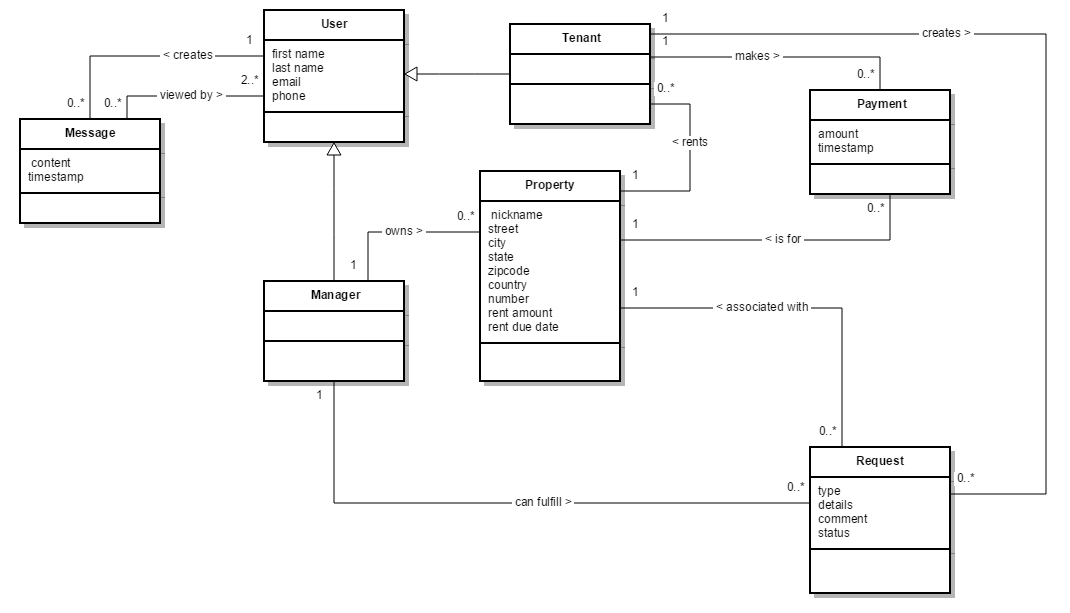 User
first name
last name
email
phone
Tenant
1
1
creates >
1
< creates
makes >
0..*
2..*
viewed by >
0..*
0..*
0..*
Payment
amount
timestamp
Message
content
timestamp
< rents
1
Property
nickname
street
city
state
zipcode
country
number
rent amount
rent due date
0..*
0..*
1
owns >
< is for
1
Manager
1
< associated with
1
0..*
Request
type
details
comment
status
0..*
0..*
can fulfill >